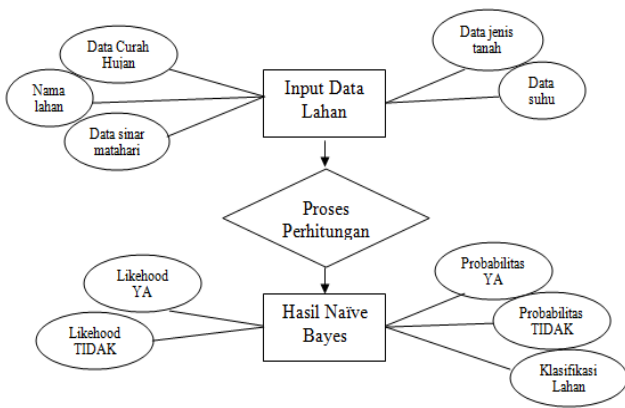 Data Curah
Hujan
Nama
lahan
Data sinar
matahari
Input Data
Lahan
Data jenis
tanah
Data
suhu
Proses
Perhitungan
Likehood
YA
Likehood
TIDAK
Hasil Naïve
Bayes
Probabilitas
YA
Probabilitas
TIDAK
Klasifikasi
Lahan